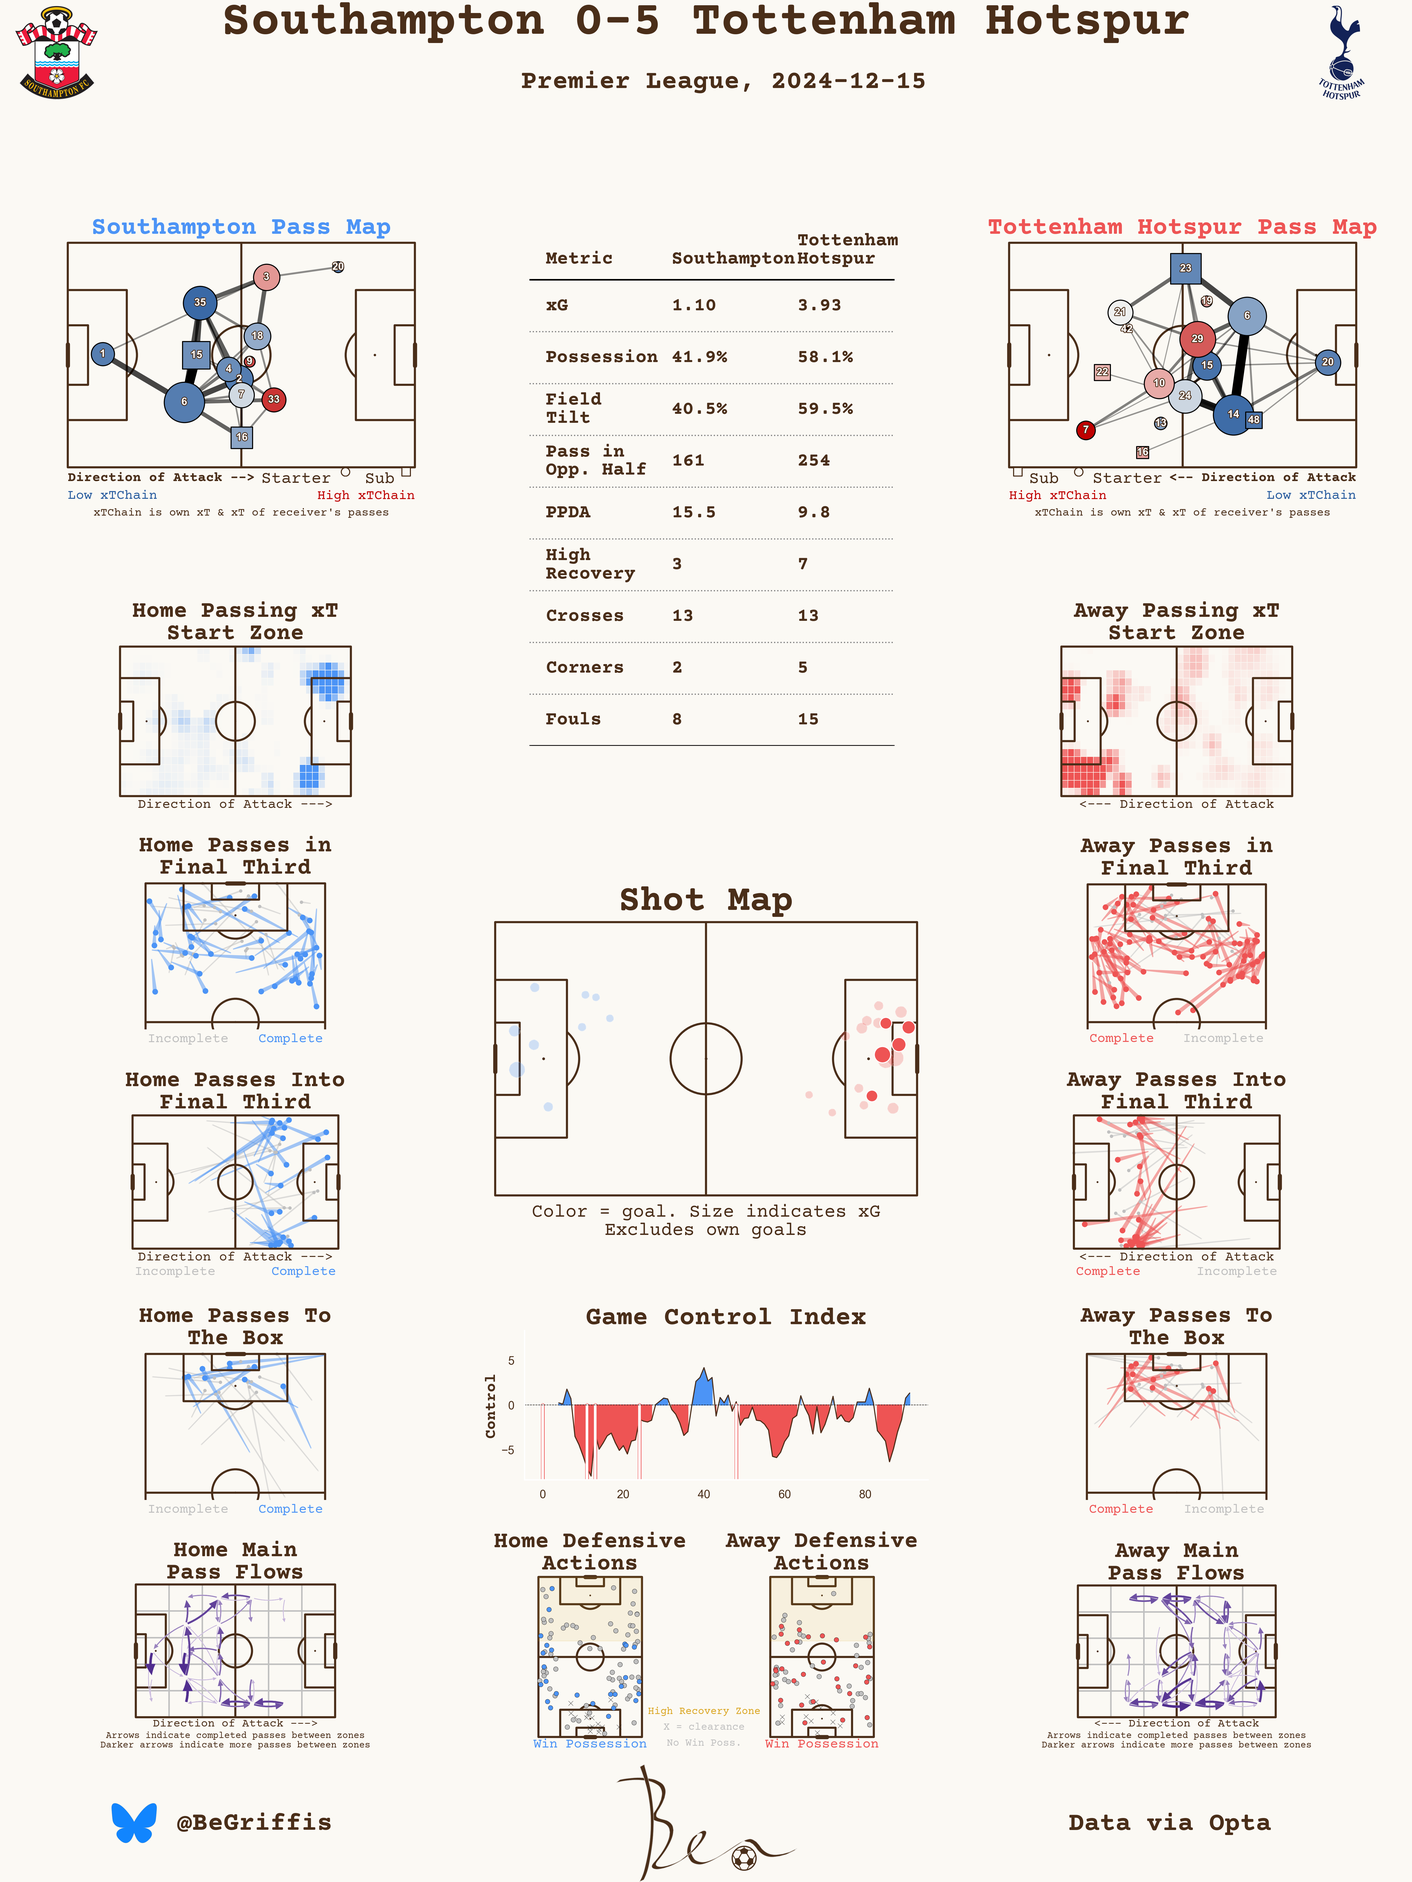 Southampton 0-5 Tottenham Hotspur
SOUTHAMPTON FC
TOTTENHAM
HOTSPUR
Premier League, 2024-12-15
Southampton Pass Map
20
3
35
18
1
15
9
4
2
7
6
33
16
Direction of Attack --> Starter Sub
Low xTChain High xTChain
xTChain is own xT & xT of receiver's passes
Metric Southampton Tottenham Hotspur
xG 1.10 3.93
Possession 41.9% 58.1%
Field Tilt 40.5% 59.5%
Pass in Opp. Half 161 254
PPDA 15.5 9.8
High Recovery 3 7
Crosses 13 13
Corners 2 5
Fouls 8 15
Tottenham Hotspur Pass Map
23
19
21
6
42
29
20
15
22
10
24
14
48
13
7
16
Sub Starter <-- Direction of Attack
High xTChain Low xTChain
xTChain is own xT & xT of receiver's passes
Home Passing xT
Start Zone
Direction of Attack --->
Away Passing xT
Start Zone
<--- Direction of Attack
Home Passes in
Final Third
Incomplete Complete
Away Passes in
Final Third
Complete Incomplete
Shot Map
Color = goal. Size indicates xG
Excludes own goals
Home Passes Into
Final Third
Direction of Attack --->
Incomplete Complete
Away Passes Into
Final Third
<--- Direction of Attack
Complete Incomplete
Home Passes To
The Box
Incomplete Complete
Game Control Index
Control
5
0
−5
0 20 40 60 80
Away Passes To
The Box
Complete Incomplete
Home Main
Pass Flows
Direction of Attack --->
Arrows indicate completed passes between zones
Darker arrows indicate more passes between zones
Home Defensive
Actions
Win Possession
Away Defensive
Actions
Win Possession
High Recovery Zone
X = clearance
No Win Poss.
Away Main
Pass Flows
<--- Direction of Attack
Arrows indicate completed passes between zones
Darker arrows indicate more passes between zones
@BeGriffis
Ben
Data via Opta